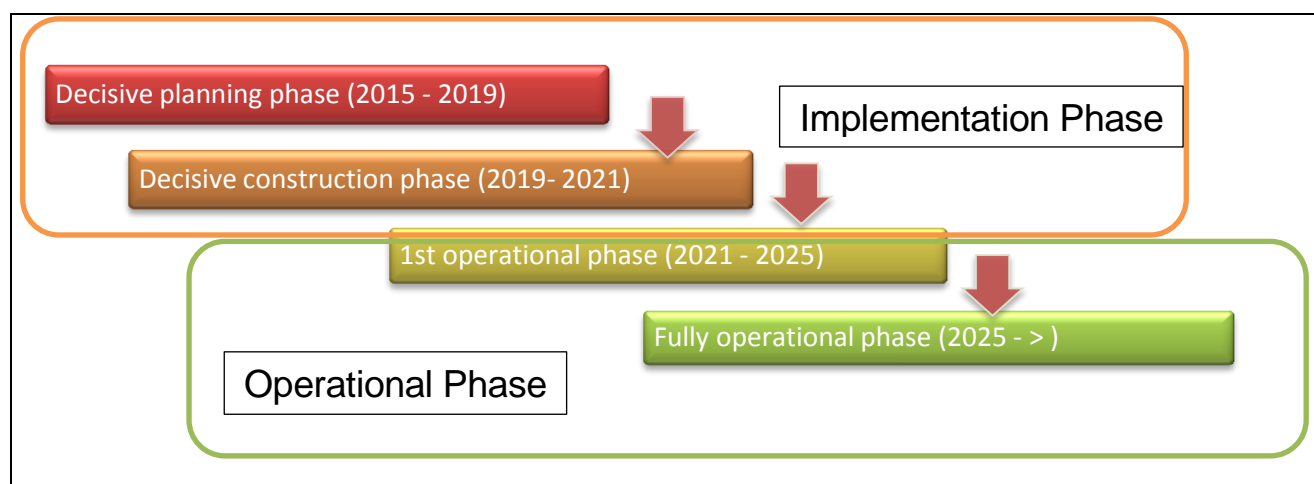 Decisive planning phase (2015 - 2019)
Implementation Phase
Decisive construction phase (2019- 2021)
1st operational phase (2021 - 2025)
Fully operational phase (2025 - > )
Operational Phase